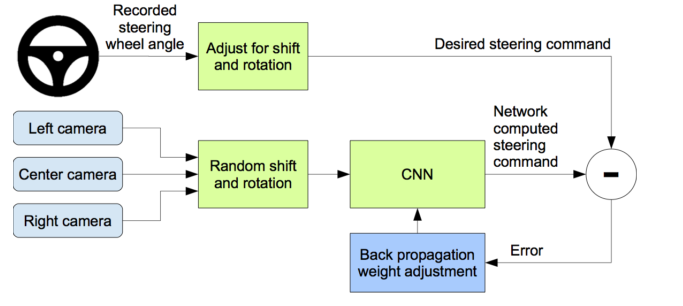 Recorded
steering
wheel angle
Adjust for shift
and rotation
Desired steering command
Left camera
Center camera
Right camera
Random shift
and rotation
CNN
Network
computed
steering
command
-
Back propagation
weight adjustment
Error